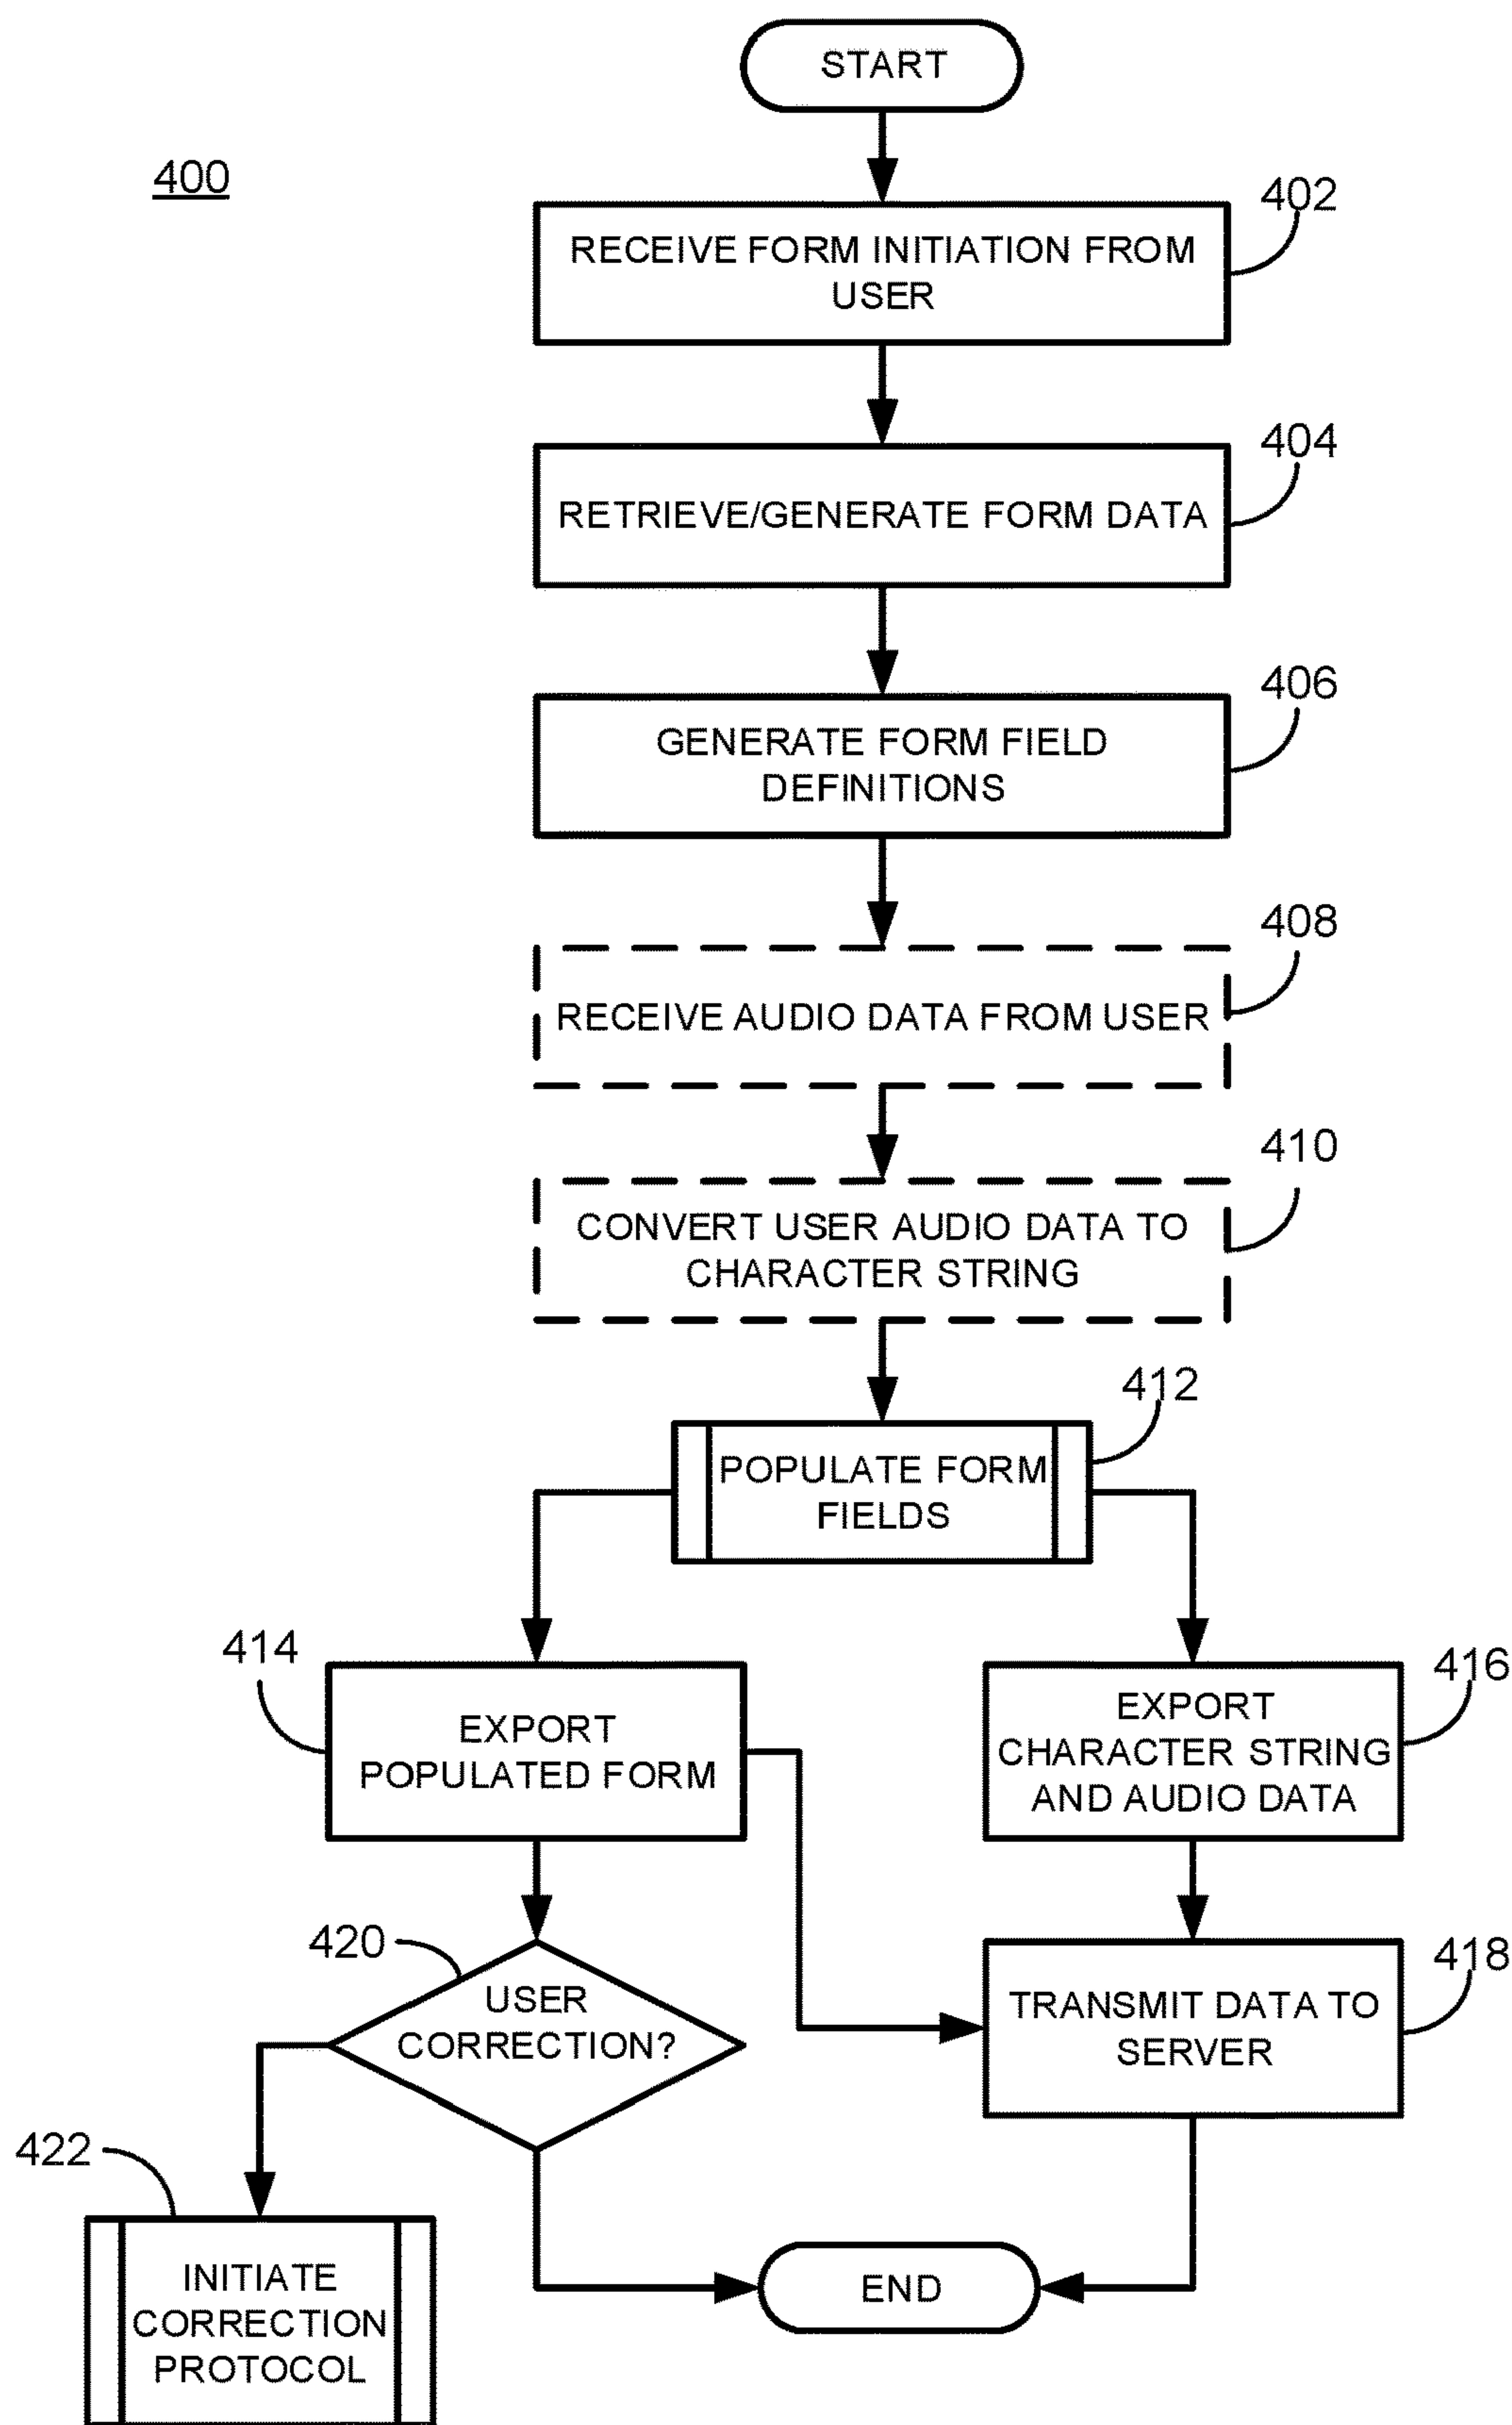 START
400
402
RECEIVE FORM INITIATION FROM
USER
404
RETRIEVE/GENERATE FORM DATA
406
GENERATE FORM FIELD
DEFINITIONS
408
RECEIVE AUDIO DATA FROM USER
410
CONVERT USER AUDIO DATA TO
CHARACTER STRING
412
POPULATE FORM
FIELDS
414
EXPORT
POPULATED FORM
416
EXPORT
CHARACTER STRING
AND AUDIO DATA
420
USER
CORRECTION?
418
TRANSMIT DATA TO
SERVER
422
INITIATE
CORRECTION
PROTOCOL
END